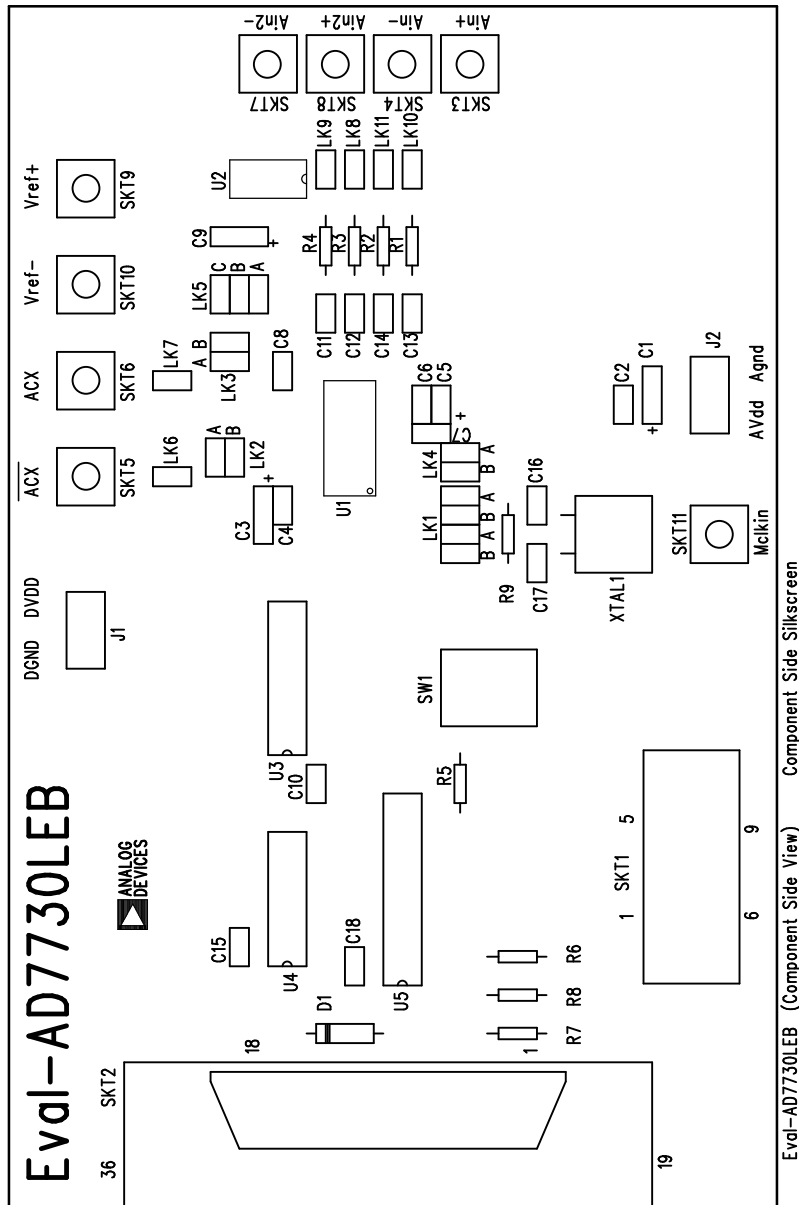 Ain2-
Ain2+
Ain-
Ain+
SKT7
SKT8
SKT4
SKT3
Vref+
SKT9
U2
LK9
LK8
LK11
LK10
C9
+
R4
R3
R2
R1
Vref-
SKT10
LK5
C
B
A
C11
C12
C14
C13
ACX
SKT6
LK7
A B
LK3
C8
C6
C5
+
C7
C2
C1
+
J2
AVdd Agnd
ACX
SKT5
LK6
A
B
LK2
+
C3
C4
U1
LK4
A
B
LK1
A
B
A
B
R9
C16
C17
XTAL1
SKT11
Mclkin
DGND DVDD
J1
SW1
U3
C10
R5
Eval-AD7730LEB
ANALOG
DEVICES
C15
U4
C18
U5
D1
R6
R8
R7
1 SKT1 5
6 9
SKT2
18
1
36
19
Eval-AD7730LEB (Component Side View) Component Side Silkscreen